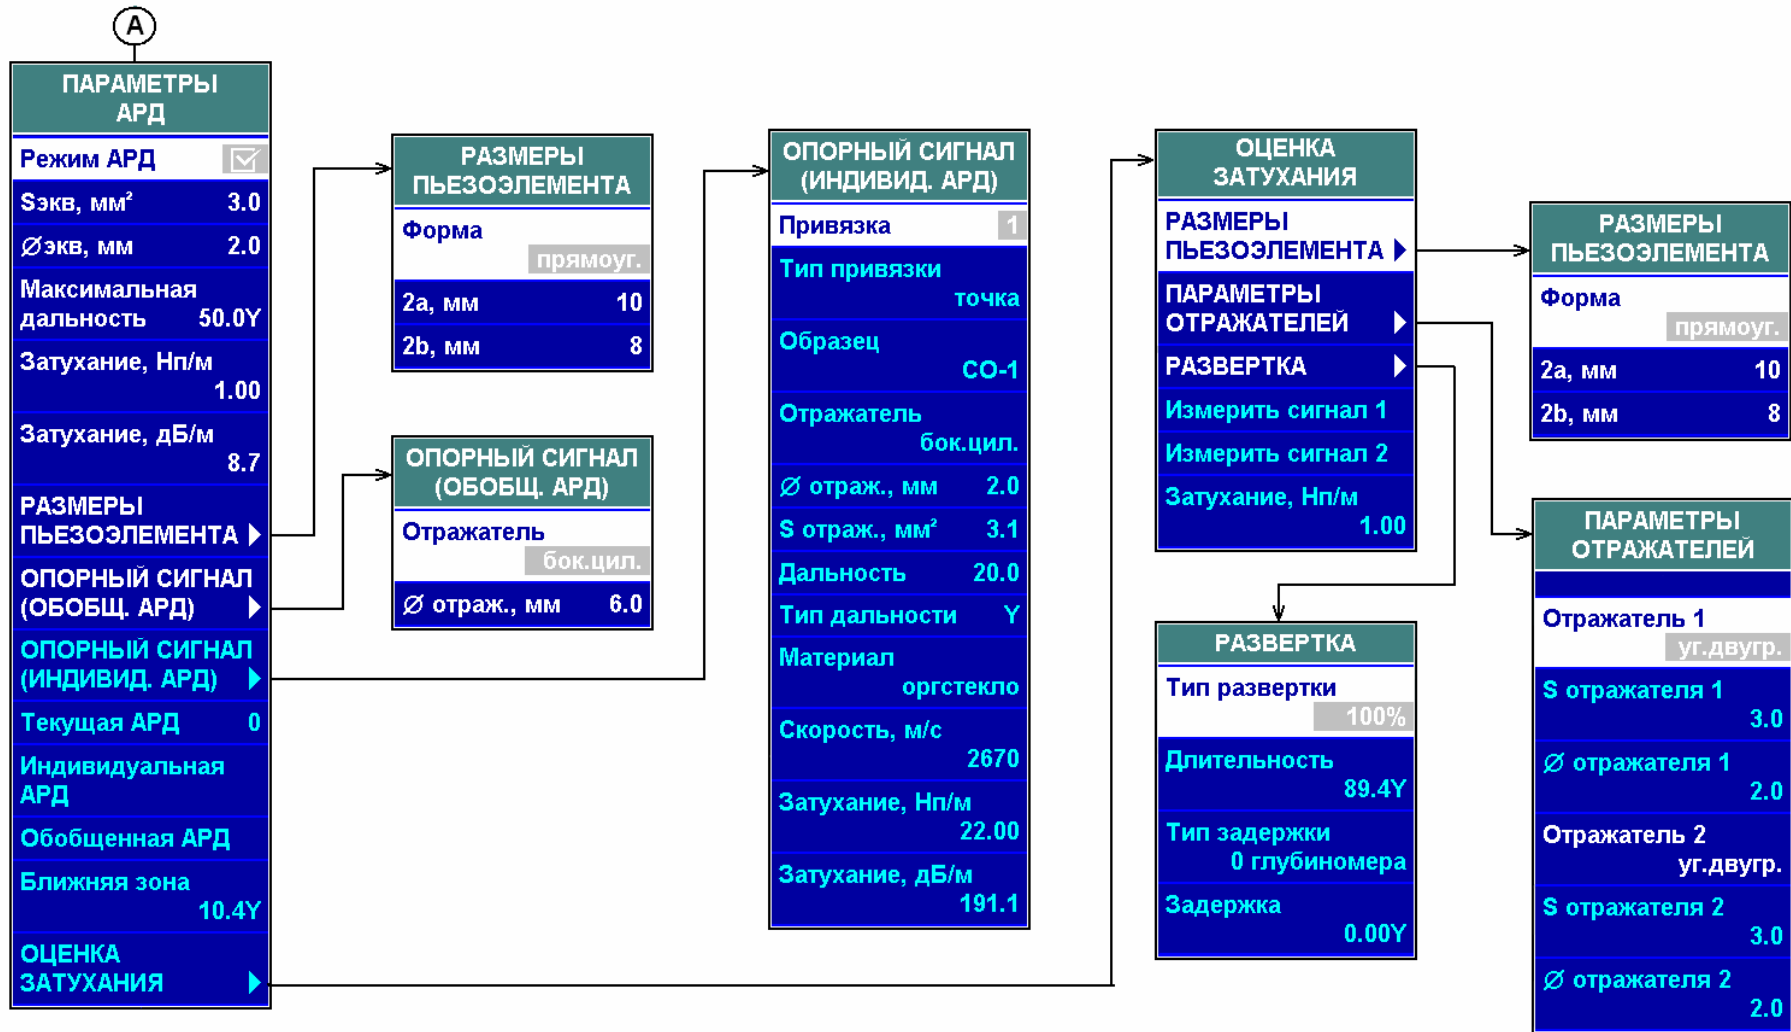 A
ПАРАМЕТРЫ
АРД
Режим АРД
Sэкв, мм² 3.0
∅экв, мм 2.0
Максимальная
дальность 50.0Y
Затухание, Нп/м
1.00
Затухание, дБ/м
8.7
РАЗМЕРЫ
ПЬЕЗОЭЛЕМЕНТА
ОПОРНЫЙ СИГНАЛ
(ОБОБЩ. АРД)
ОПОРНЫЙ СИГНАЛ
(ИНДИВИД. АРД)
Текущая АРД 0
Индивидуальная
АРД
Обобщенная АРД
Ближняя зона
10.4Y
ОЦЕНКА
ЗАТУХАНИЯ
РАЗМЕРЫ
ПЬЕЗОЭЛЕМЕНТА
Форма
прямоуг.
2a, мм 10
2b, мм 8
ОПОРНЫЙ СИГНАЛ
(ОБОБЩ. АРД)
Отражатель
бок.цил.
∅ отраж., мм 6.0
ОПОРНЫЙ СИГНАЛ
(ИНДИВИД. АРД)
Привязка 1
Тип привязки
точка
Образец
СО-1
Отражатель
бок.цил.
∅ отраж., мм 2.0
S отраж., мм² 3.1
Дальность 20.0
Тип дальности Y
Материал
оргстекло
Скорость, м/с
2670
Затухание, Нп/м
22.00
Затухание, дБ/м
191.1
ОЦЕНКА
ЗАТУХАНИЯ
РАЗМЕРЫ
ПЬЕЗОЭЛЕМЕНТА
ПАРАМЕТРЫ
ОТРАЖАТЕЛЕЙ
РАЗВЕРТКА
Измерить сигнал 1
Измерить сигнал 2
Затухание, Нп/м
1.00
РАЗВЕРТКА
Тип развертки
100%
Длительность
89.4Y
Тип задержки
0 глубиномера
Задержка
0.00Y
РАЗМЕРЫ
ПЬЕЗОЭЛЕМЕНТА
Форма
прямоуг.
2a, мм 10
2b, мм 8
ПАРАМЕТРЫ
ОТРАЖАТЕЛЕЙ
Отражатель 1
уг.двугр.
S отражателя 1
3.0
∅ отражателя 1
2.0
Отражатель 2
уг.двугр.
S отражателя 2
3.0
∅ отражателя 2
2.0